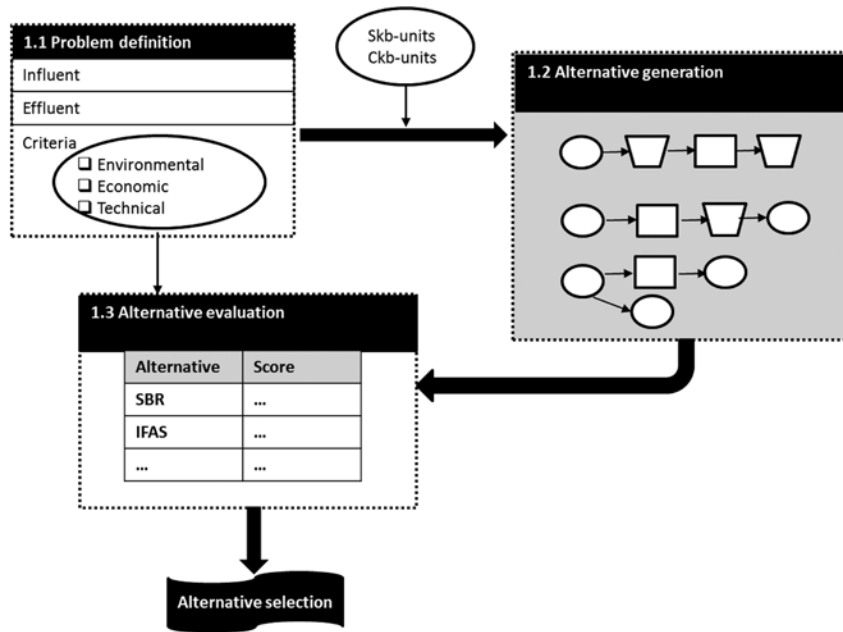 1.1 Problem definition
Influent
Effluent
Criteria
❑ Environmental
❑ Economic
❑ Technical
Skb-units
Ckb-units
1.2 Alternative generation
1.3 Alternative evaluation
Alternative Score
SBR ...
IFAS ...
... ...
Alternative selection